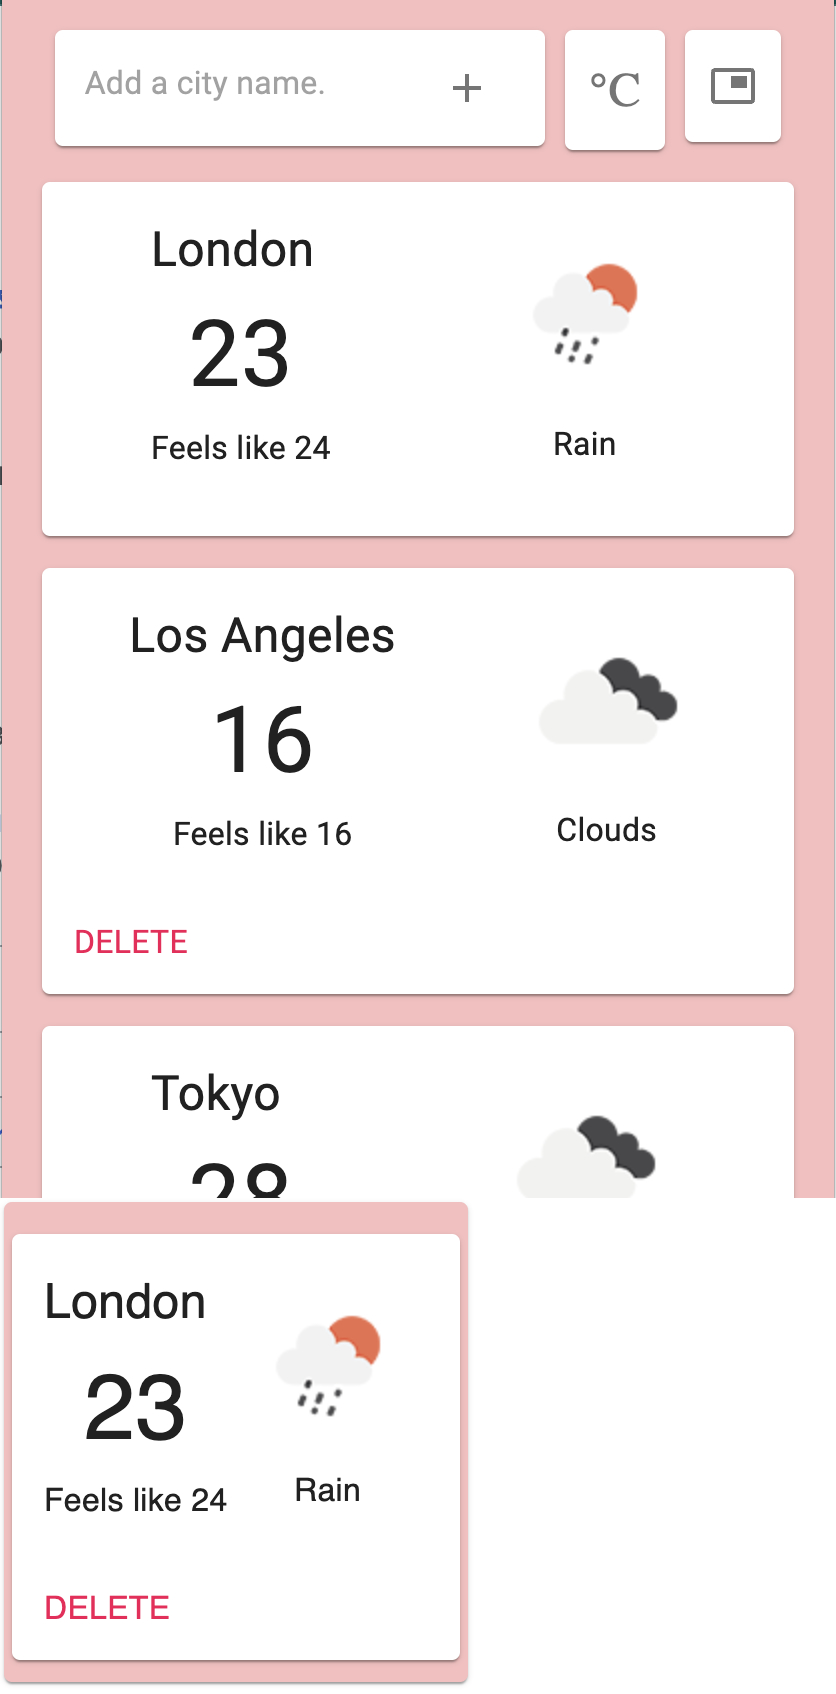 Add a city name. +
°C
London
23
Feels like 24
Rain
Los Angeles
16
Feels like 16
Clouds
DELETE
Tokyo
28
London
23
Feels like 24
Rain
DELETE